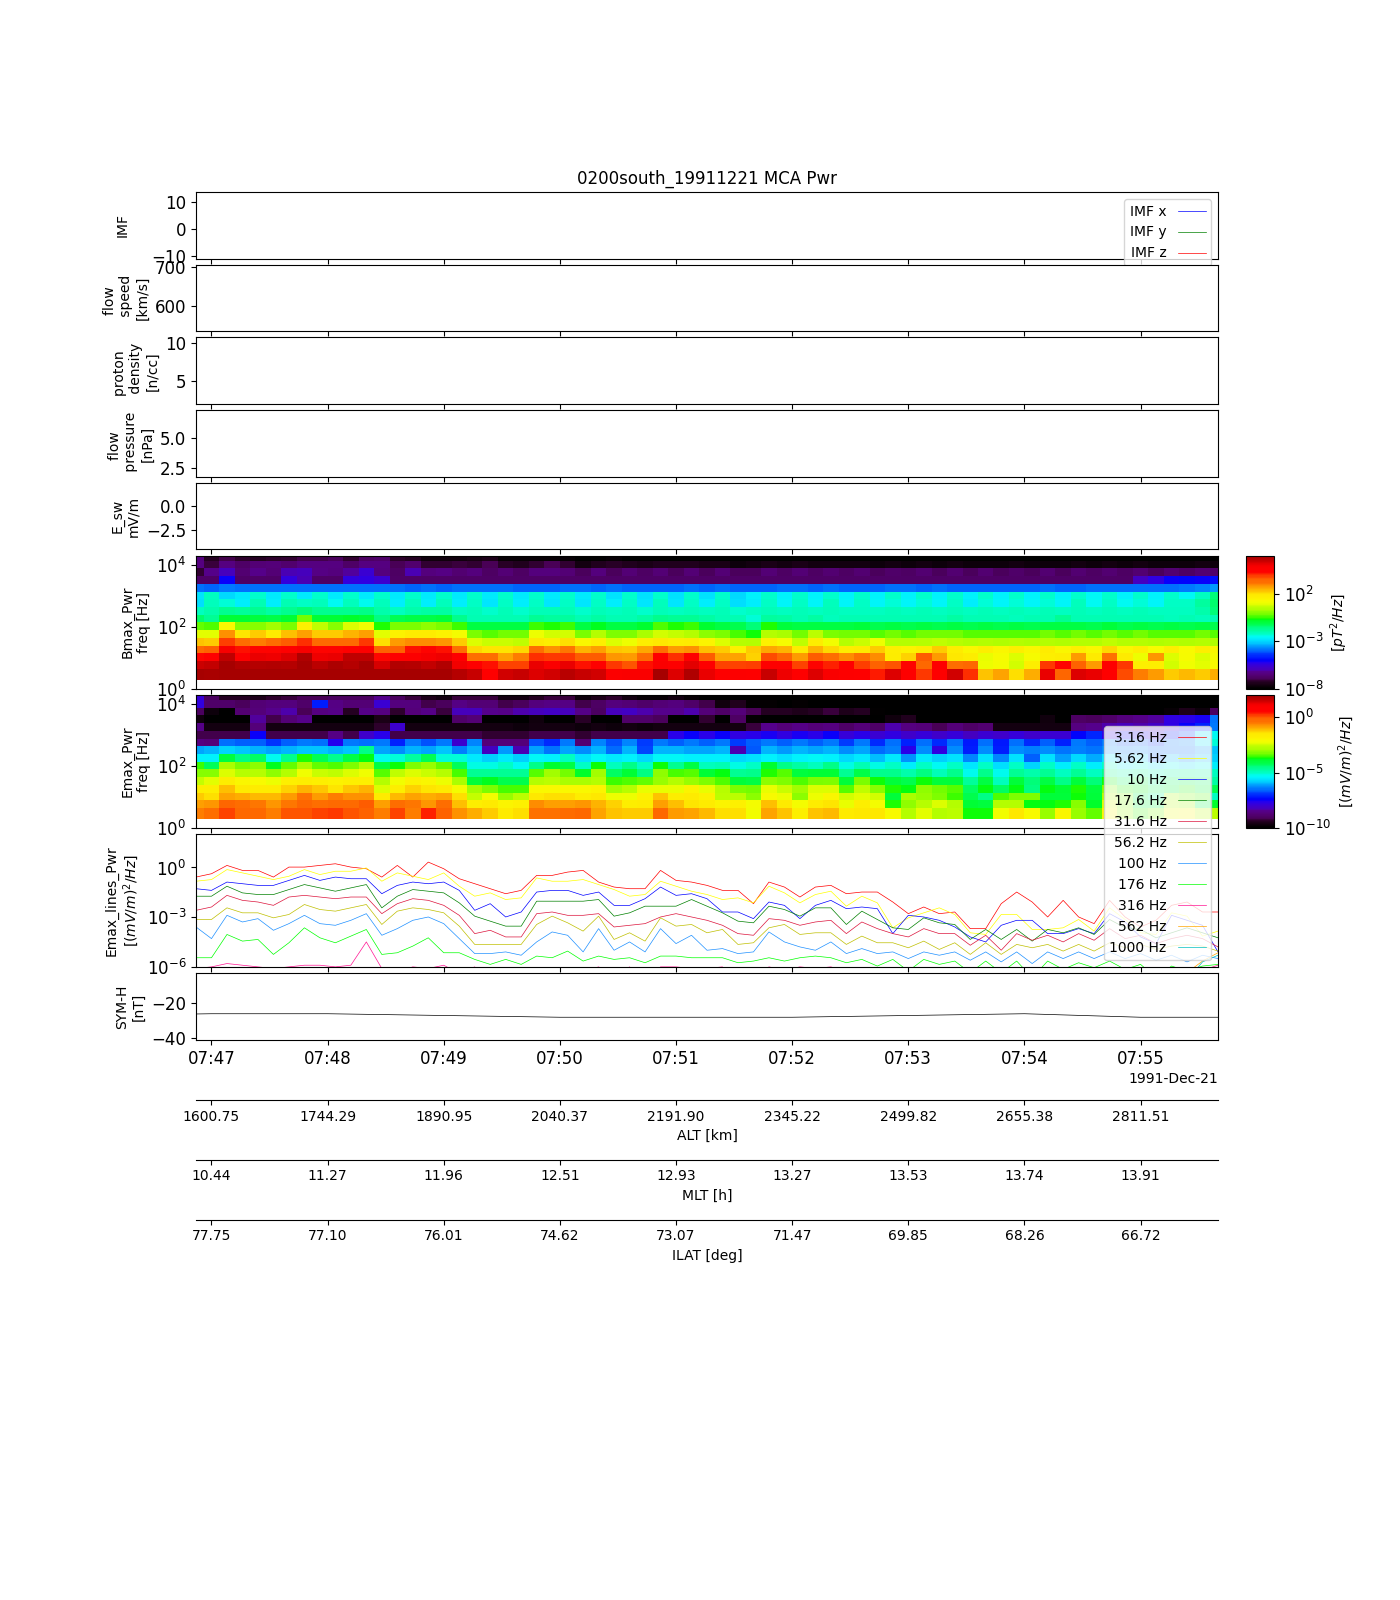 0200south_19911221 MCA Pwr
IMF
10
0
−10
IMF x
IMF y
IMF z
flow
speed
[km/s]
700
600
proton
density
[n/cc]
10
5
flow
pressure
[nPa]
5.0
2.5
E_sw
mV/m
0.0
−2.5
Bmax_Pwr
freq [Hz]
10^4
10^2
10^0
10^2
10^-3
10^-8
[pT^2/Hz]
Emax_Pwr
freq [Hz]
10^4
10^2
10^0
10^0
10^-5
10^-10
[(mV/m)^2/Hz]
3.16 Hz
5.62 Hz
10 Hz
17.6 Hz
31.6 Hz
56.2 Hz
100 Hz
176 Hz
316 Hz
562 Hz
1000 Hz
Emax_lines_Pwr
[(mV/m)^2/Hz]
10^0
10^-3
10^-6
SYM-H
[nT]
−20
−40
07:47 07:48 07:49 07:50 07:51 07:52 07:53 07:54 07:55
1991-Dec-21
1600.75 1744.29 1890.95 2040.37 2191.90 2345.22 2499.82 2655.38 2811.51
ALT [km]
10.44 11.27 11.96 12.51 12.93 13.27 13.53 13.74 13.91
MLT [h]
77.75 77.10 76.01 74.62 73.07 71.47 69.85 68.26 66.72
ILAT [deg]